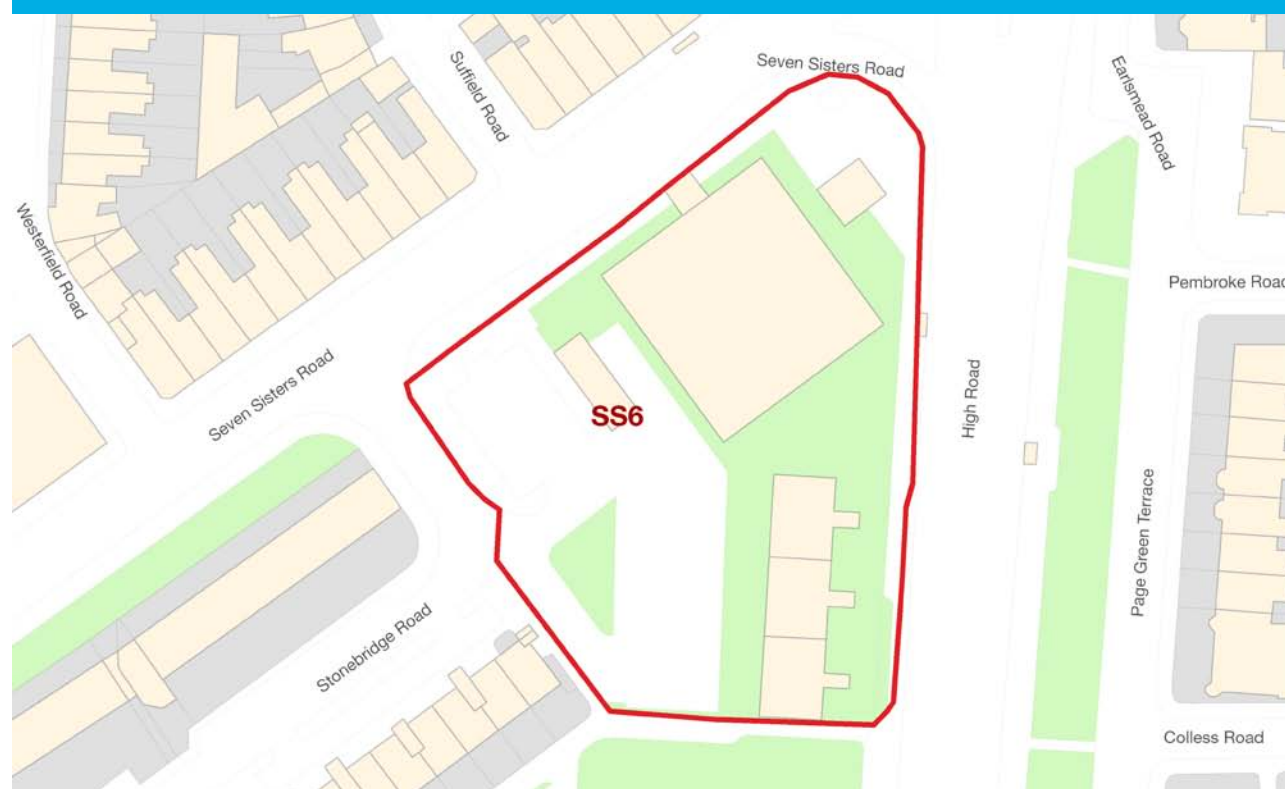 Seven Sisters Road
Suffield Road
Earlsmead Road
Westerfield Road
Pembroke Road
Seven Sisters Road
SS6
High Road
Page Green Terrace
Stonebridge Road
Colless Road